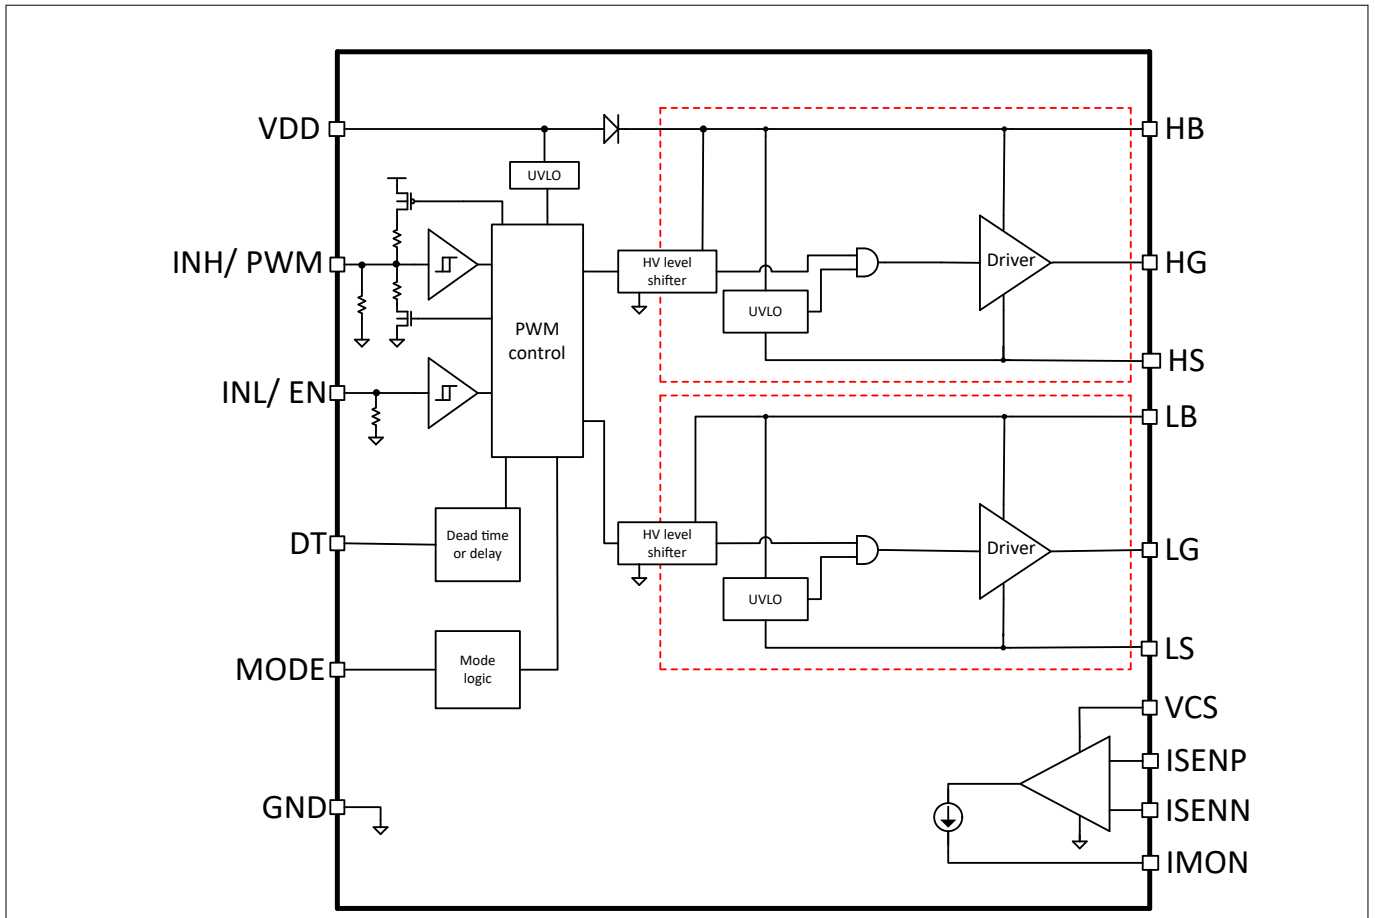 VDD
HB
UVLO
INH/ PWM
HV level
shifter
Driver
HG
UVLO
PWM
control
HS
INL/ EN
LB
DT
Dead time
or delay
HV level
shifter
Driver
LG
UVLO
MODE
Mode
logic
LS
VCS
ISENP
GND
ISENN
IMON